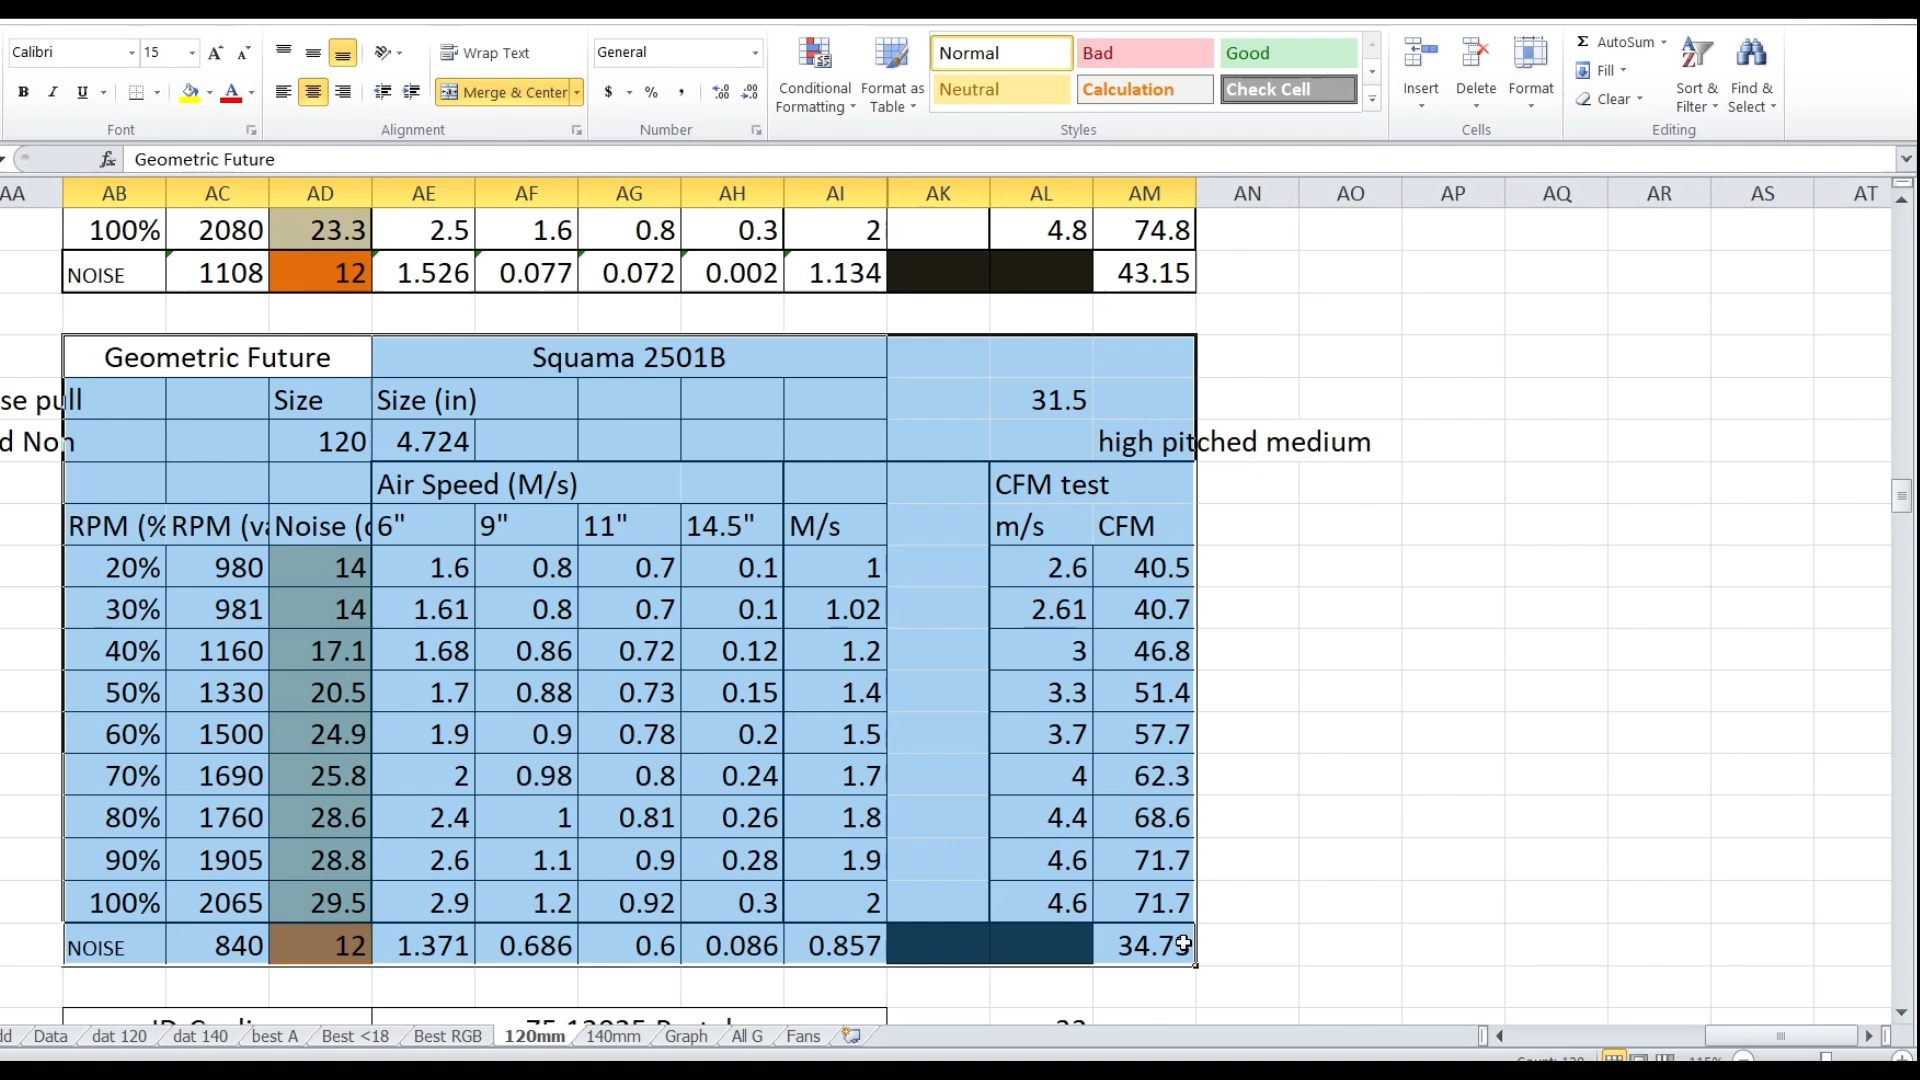 Calibri 15 Wrap Text General Conditional Formatting Format as Table Normal Bad Good Insert Delete Format Σ AutoSum Sort & Filter Find & Select
B I U Merge & Center $ % , Neutral Calculation Check Cell Fill Clear
Font Alignment Number Styles Cells Editing
fx Geometric Future
AA AB AC AD AE AF AG AH AI AK AL AM AN AO AP AQ AR AS AT
100% 2080 23.3 2.5 1.6 0.8 0.3 2 4.8 74.8
NOISE 1108 12 1.526 0.077 0.072 0.002 1.134 43.15
Geometric Future Squama 2501B
se pull Size Size (in) 31.5
d Non 120 4.724 high pitched medium
Air Speed (M/s) CFM test
RPM (% RPM (va Noise (d 6" 9" 11" 14.5" M/s m/s CFM
20% 980 14 1.6 0.8 0.7 0.1 1 2.6 40.5
30% 981 14 1.61 0.8 0.7 0.1 1.02 2.61 40.7
40% 1160 17.1 1.68 0.86 0.72 0.12 1.2 3 46.8
50% 1330 20.5 1.7 0.88 0.73 0.15 1.4 3.3 51.4
60% 1500 24.9 1.9 0.9 0.78 0.2 1.5 3.7 57.7
70% 1690 25.8 2 0.98 0.8 0.24 1.7 4 62.3
80% 1760 28.6 2.4 1 0.81 0.26 1.8 4.4 68.6
90% 1905 28.8 2.6 1.1 0.9 0.28 1.9 4.6 71.7
100% 2065 29.5 2.9 1.2 0.92 0.3 2 4.6 71.7
NOISE 840 12 1.371 0.686 0.6 0.086 0.857
dd Data dat 120 dat 140 best A Best <18 Best RGB 120mm 140mm Graph All G Fans